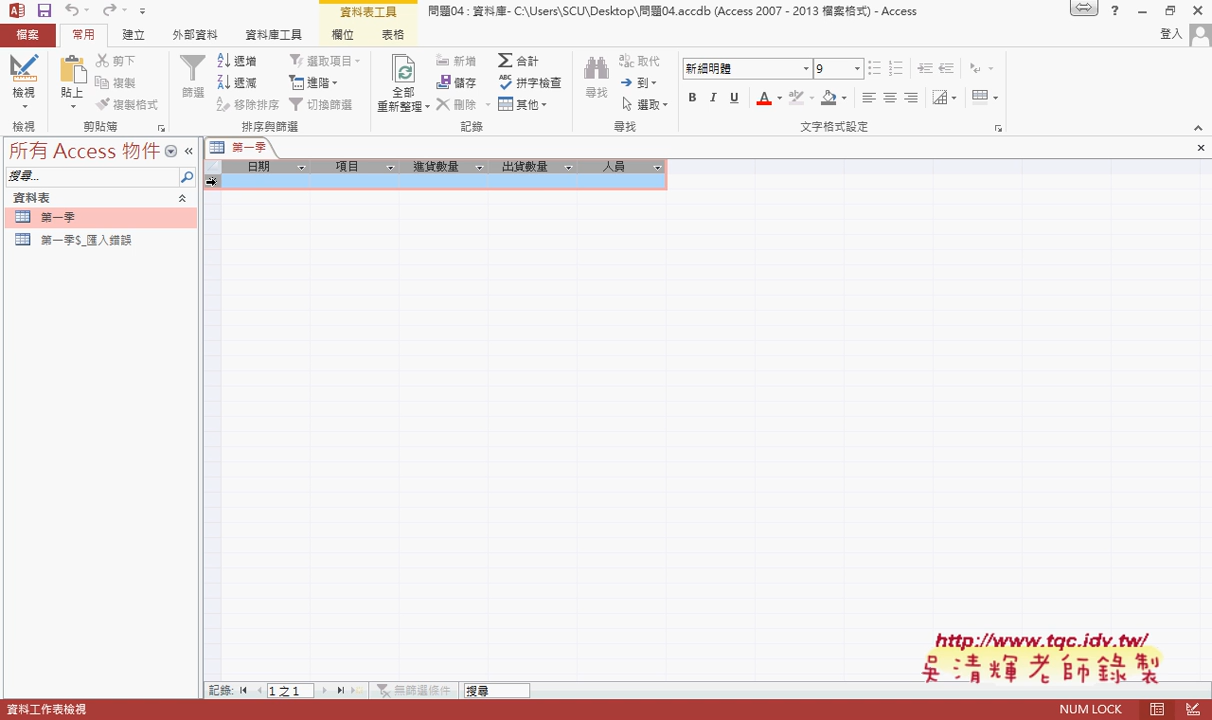 資料表工具
問題04 : 資料庫- C:\Users\SCU\Desktop\問題04.accdb (Access 2007 - 2013 檔案格式) - Access
?
檔案 常用 建立 外部資料 資料庫工具 欄位 表格 登入
檢視
檢視
貼上
剪下
複製
複製格式
剪貼簿
篩選
遞增
遞減
移除排序
選取項目
進階
切換篩選
排序與篩選
全部
重新整理
新增
儲存
刪除
合計
拼字檢查
其他
記錄
尋找
取代
到
選取
尋找
新細明體 9
B I U A
文字格式設定
所有 Access 物件
搜尋...
資料表
第一季
第一季$_匯入錯誤
第一季
日期 項目 進貨數量 出貨數量 人員
http://www.tqc.idv.tw/
吳清輝老師錄製
記錄: 1 之 1 無篩選條件 搜尋
資料工作表檢視 NUM LOCK